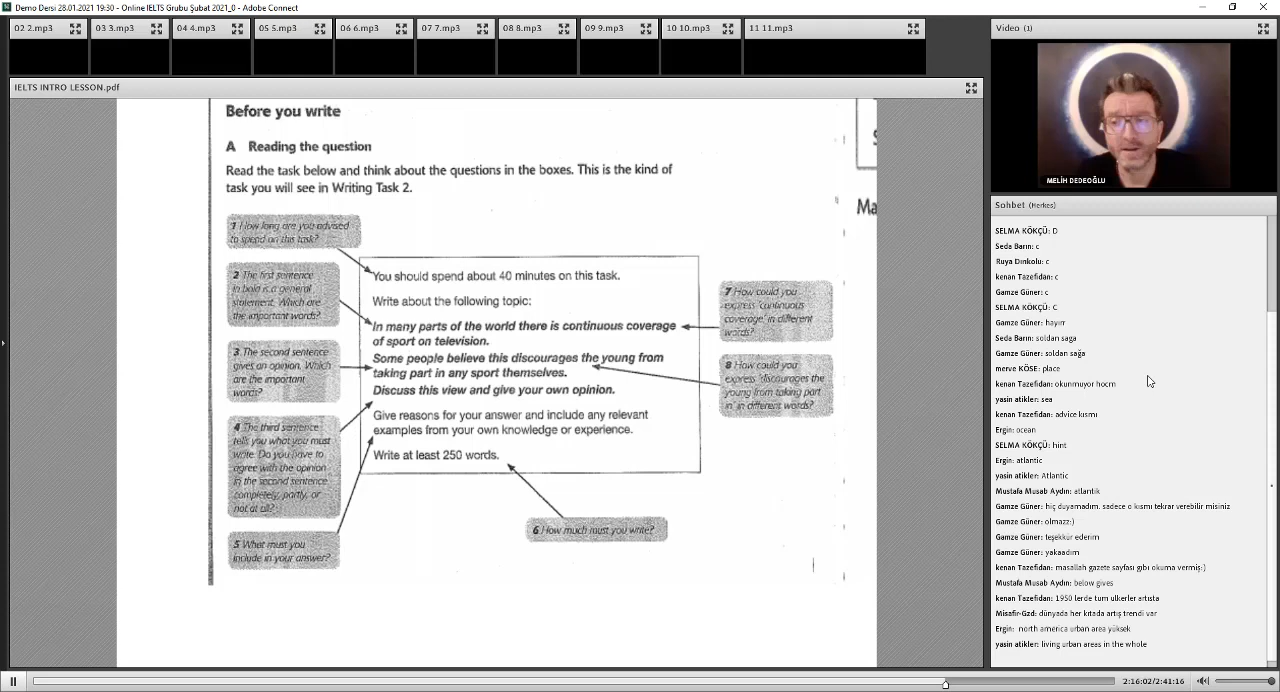 Demo Dersi 28.01.2021 19:30 - Online IELTS Grubu Şubat 2021_0 - Adobe Connect
02 2.mp3
03 3.mp3
04 4.mp3
05 5.mp3
06 6.mp3
07 7.mp3
08 8.mp3
09 9.mp3
10 10.mp3
11 11.mp3
IELTS INTRO LESSON.pdf
Before you write
A Reading the question
Read the task below and think about the questions in the boxes. This is the kind of
task you will see in Writing Task 2.
1 How long are you advised
to spend on this task?
2 The first sentence
in bold is a general
statement. Which are
the important words?
3 The second sentence
gives an opinion. Which
are the important
words?
4 The third sentence
tells you what you must
write. Do you have to
agree with the opinion
in the second sentence
completely, partly, or
not at all?
5 What must you
include in your answer?
You should spend about 40 minutes on this task.
Write about the following topic:
In many parts of the world there is continuous coverage
of sport on television.
Some people believe this discourages the young from
taking part in any sport themselves.
Discuss this view and give your own opinion.
Give reasons for your answer and include any relevant
examples from your own knowledge or experience.
Write at least 250 words.
6 How much must you write?
7 How could you
express 'continuous
coverage' in different
words?
8 How could you
express 'discourages the
young from taking part
in' in different words?
Ma
Video (1)
MELİH DEDEOĞLU
Sohbet (Herkes)
SELMA KÖKÇÜ: D
Seda Barın: c
Ruya Dinkolu: c
kenan Tazefidan: c
Gamze Güner: c
SELMA KÖKÇÜ: C
Gamze Güner: hayırr
Seda Barın: soldan saga
Gamze Güner: soldan sağa
merve KÖSE: place
kenan Tazefidan: okunmuyor hocm
yasin atikler: sea
kenan Tazefidan: advice kısmı
Ergin: ocean
SELMA KÖKÇÜ: hint
Ergin: atlantic
yasin atikler: Atlantic
Mustafa Musab Aydın: atlantik
Gamze Güner: hiç duyamadım. sadece o kısmı tekrar verebilir misiniz
Gamze Güner: olmazz:)
Gamze Güner: teşekkür ederim
Gamze Güner: yakaadım
kenan Tazefidan: masallah gazete sayfası gıbı okuma vermiş:)
Mustafa Musab Aydın: below gives
kenan Tazefidan: 1950 lerde tum ulkerler artısta
Misafir-Gzd: dünyada her kıtada artış trendi var
Ergin: north america urban area yüksek
yasin atikler: living urban areas in the whole
2:16:02/2:41:16